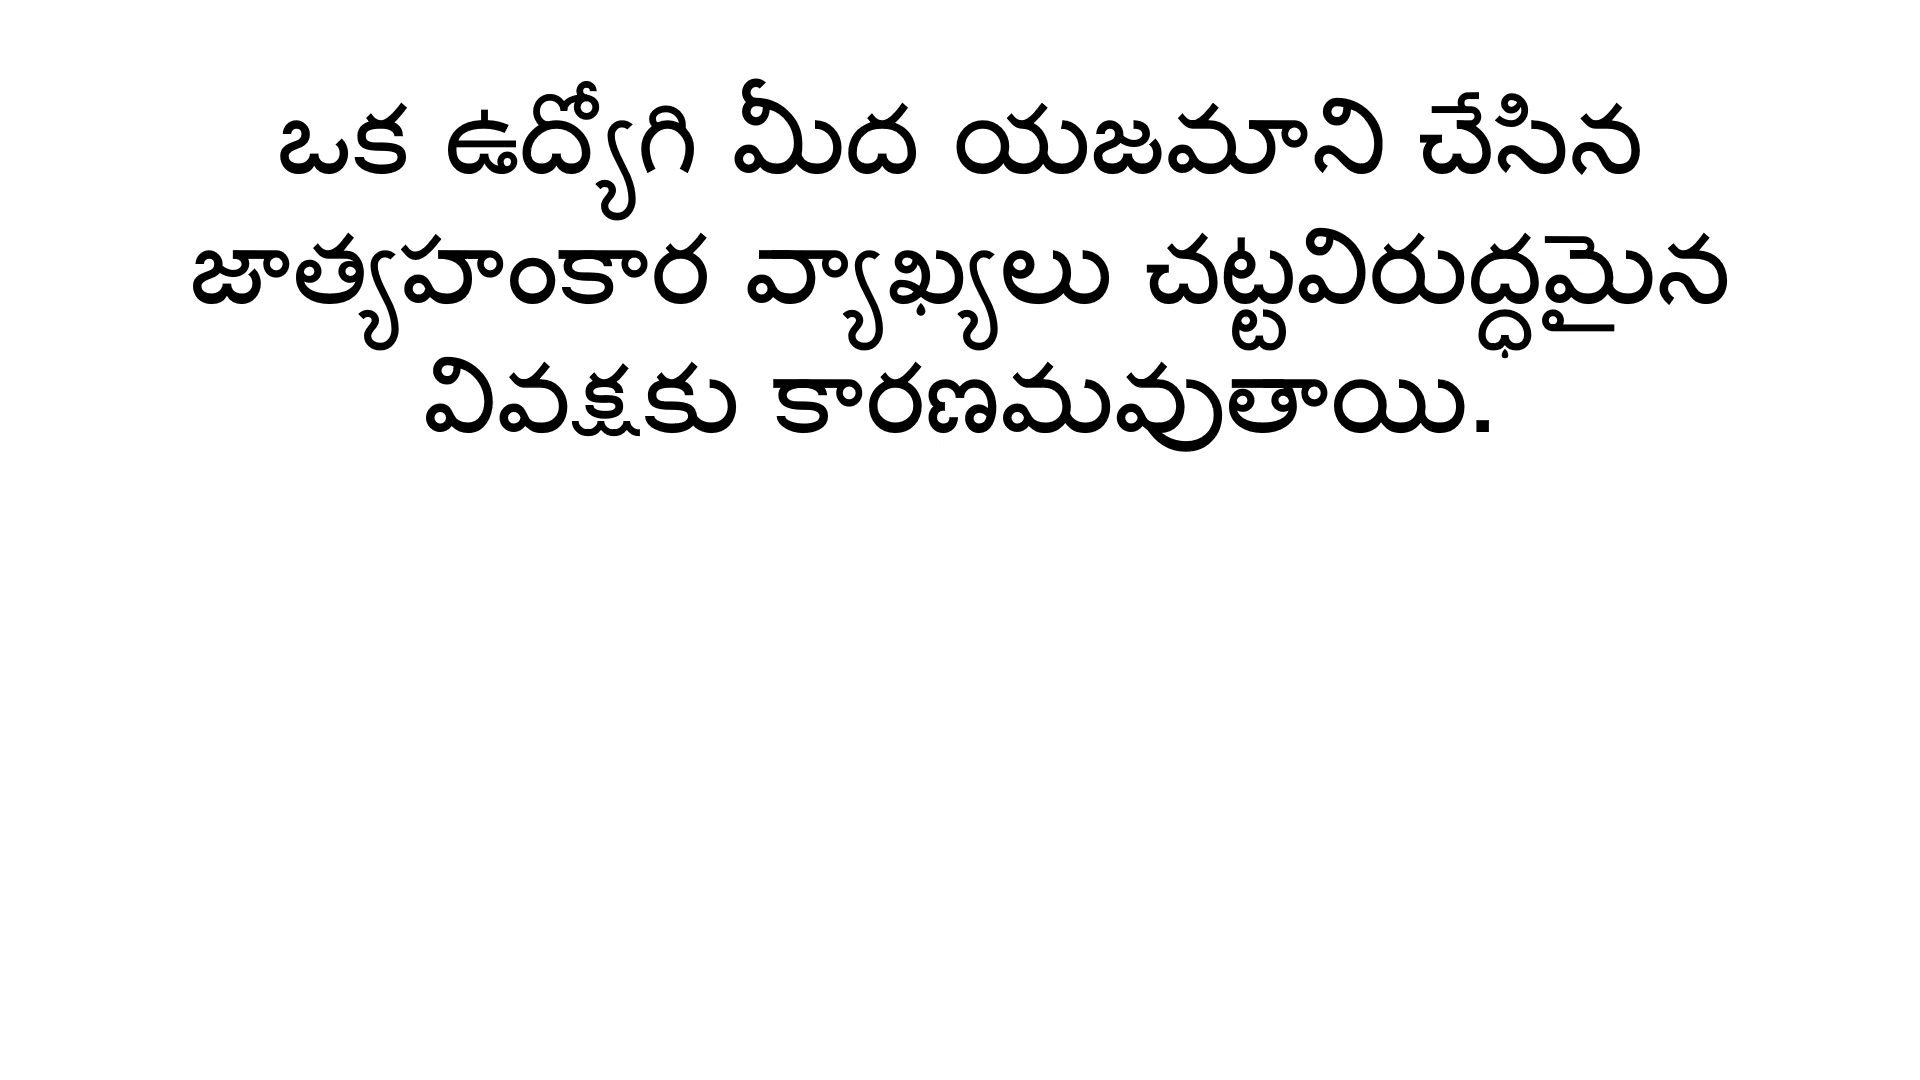 ఒక ఉద్యోగి మీద యజమాని చేసిన
జాత్యహంకార వ్యాఖ్యలు చట్టవిరుద్ధమైన
వివక్షకు కారణమవుతాయి.